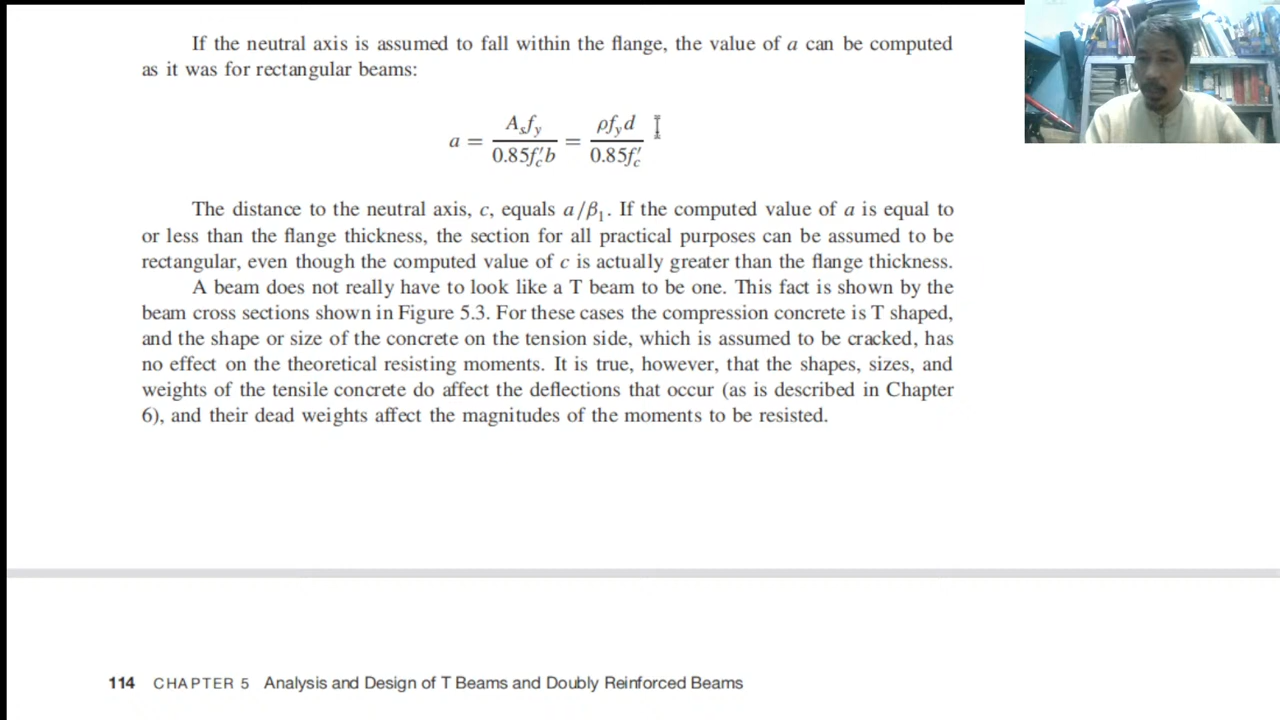 If the neutral axis is assumed to fall within the flange, the value of a can be computed
as it was for rectangular beams:
a = A_s f_y / 0.85f'_c b = ρf_y d / 0.85f'_c
The distance to the neutral axis, c, equals a/β₁. If the computed value of a is equal to
or less than the flange thickness, the section for all practical purposes can be assumed to be
rectangular, even though the computed value of c is actually greater than the flange thickness.
A beam does not really have to look like a T beam to be one. This fact is shown by the
beam cross sections shown in Figure 5.3. For these cases the compression concrete is T shaped,
and the shape or size of the concrete on the tension side, which is assumed to be cracked, has
no effect on the theoretical resisting moments. It is true, however, that the shapes, sizes, and
weights of the tensile concrete do affect the deflections that occur (as is described in Chapter
6), and their dead weights affect the magnitudes of the moments to be resisted.
114 CHAPTER 5 Analysis and Design of T Beams and Doubly Reinforced Beams